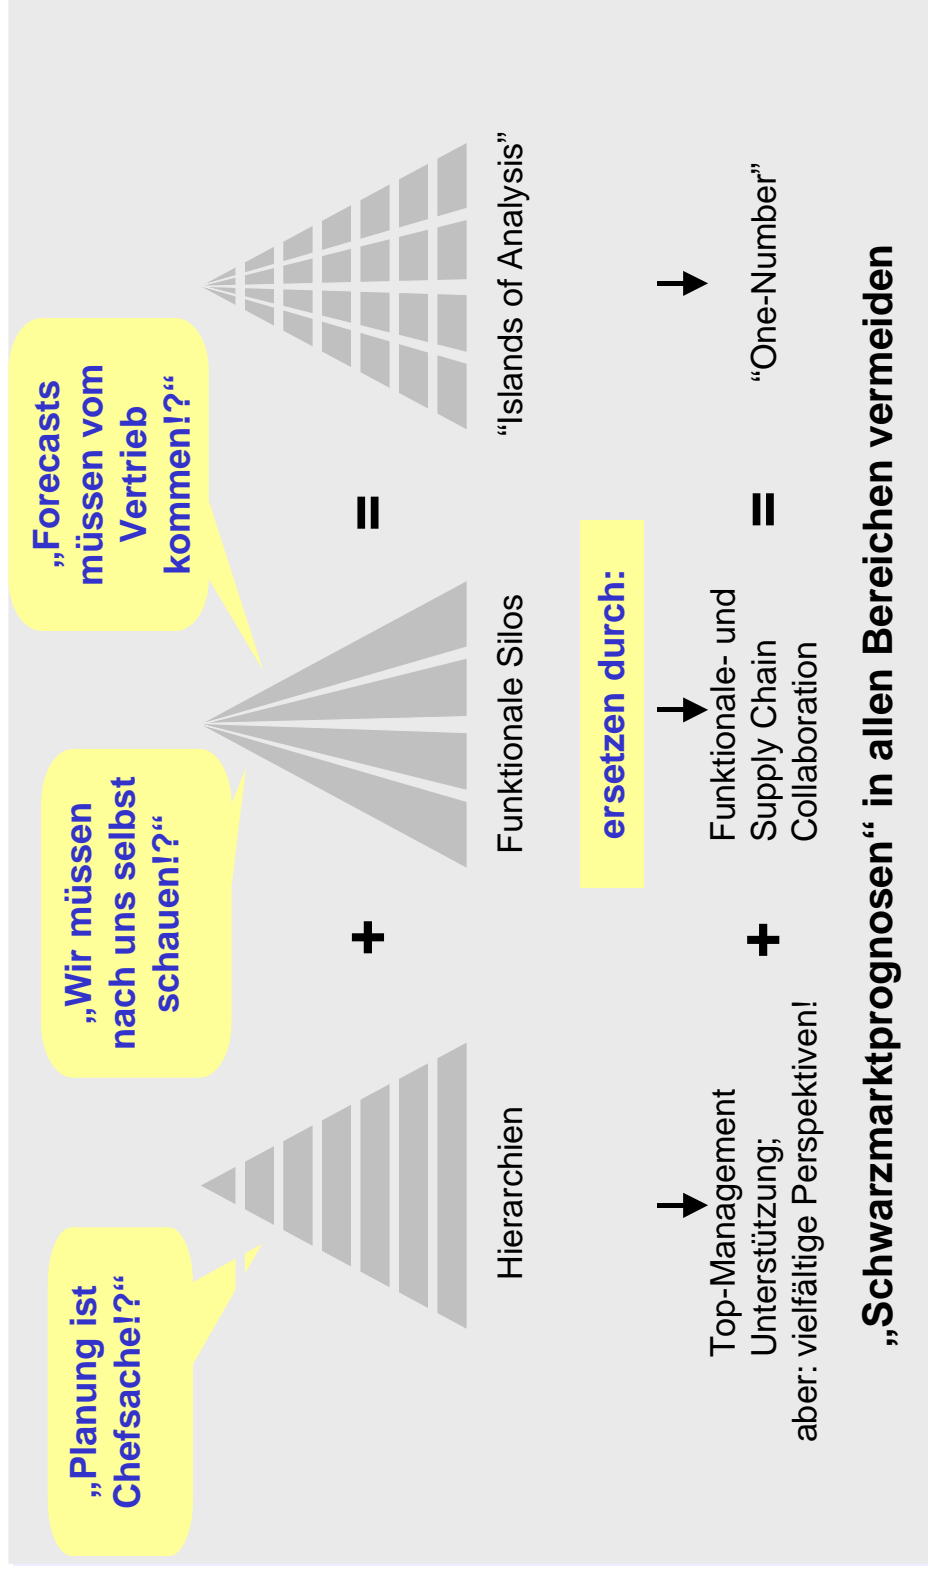 „Planung ist
Chefsache!?“
„Wir müssen
nach uns selbst
schauen!?“
„Forecasts
müssen vom
Vertrieb
kommen!?“
+
=
Hierarchien
Funktionale Silos
“Islands of Analysis”
ersetzen durch:
Top-Management
Unterstützung;
aber: vielfältige Perspektiven!
+
Funktionale- und
Supply Chain
Collaboration
=
“One-Number”
„Schwarzmarktprognosen“ in allen Bereichen vermeiden